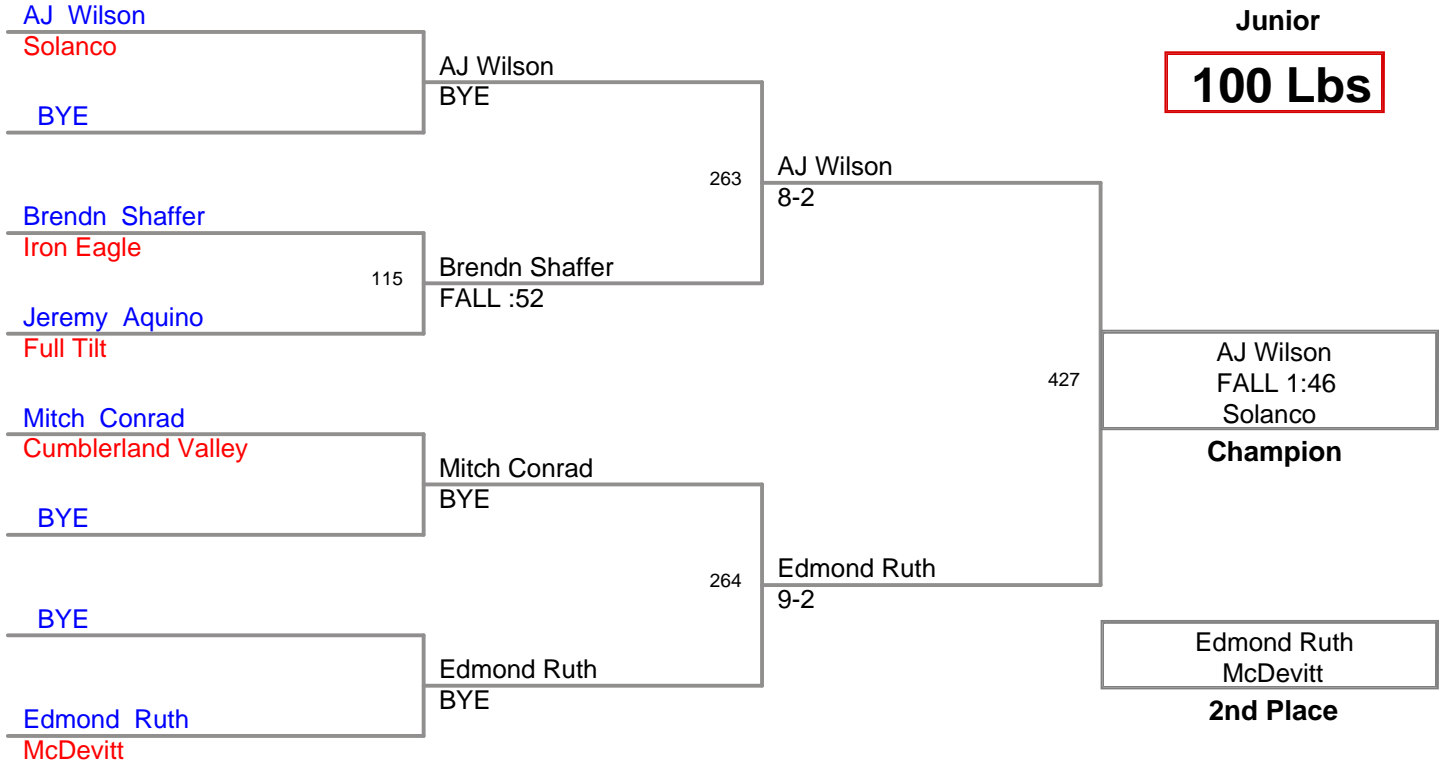 AJ Wilson
Solanco
BYE
Brendn Shaffer
Iron Eagle
Jeremy Aquino
Full Tilt
Mitch Conrad
Cumblerland Valley
BYE
BYE
Edmond Ruth
McDevitt
AJ Wilson
BYE
115
Brendn Shaffer
FALL :52
Mitch Conrad
BYE
Edmond Ruth
BYE
263
AJ Wilson
8-2
264
Edmond Ruth
9-2
427
Junior
100 Lbs
AJ Wilson
FALL 1:46
Solanco
Champion
Edmond Ruth
McDevitt
2nd Place